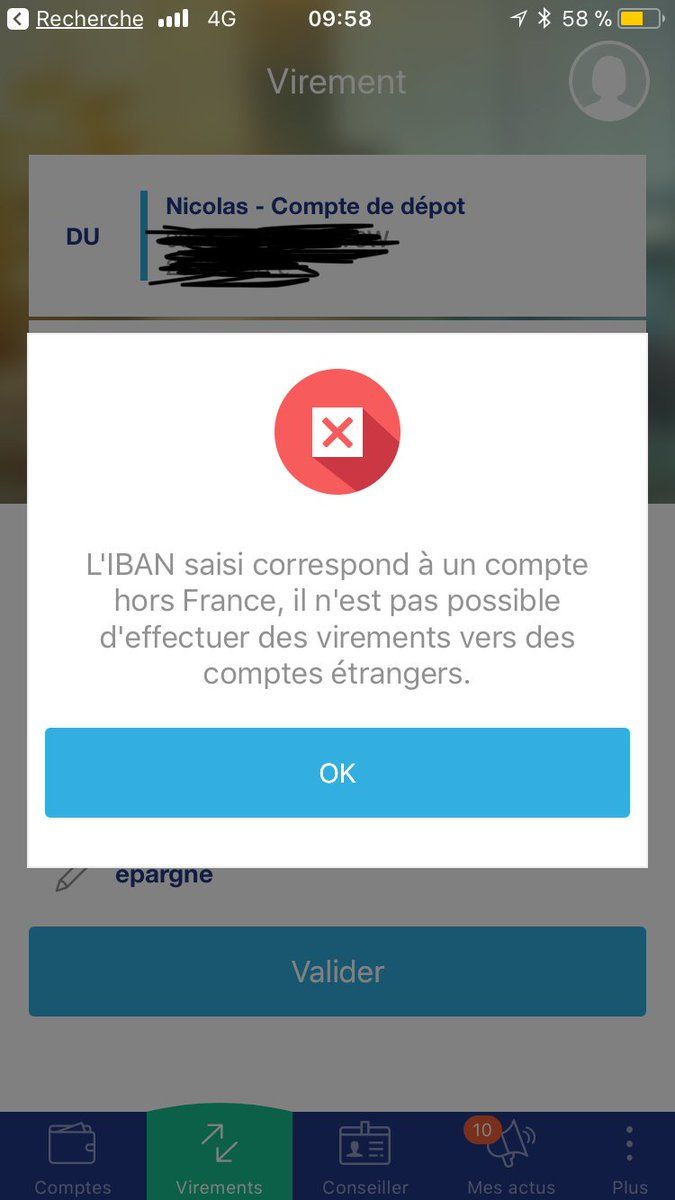 Recherche 4G 09:58 58 %
Virement
Nicolas - Compte de dépot
DU
L'IBAN saisi correspond à un compte
hors France, il n'est pas possible
d'effectuer des virements vers des
comptes étrangers.
OK
épargne
Valider
10
Comptes Virements Conseiller Mes actus Plus